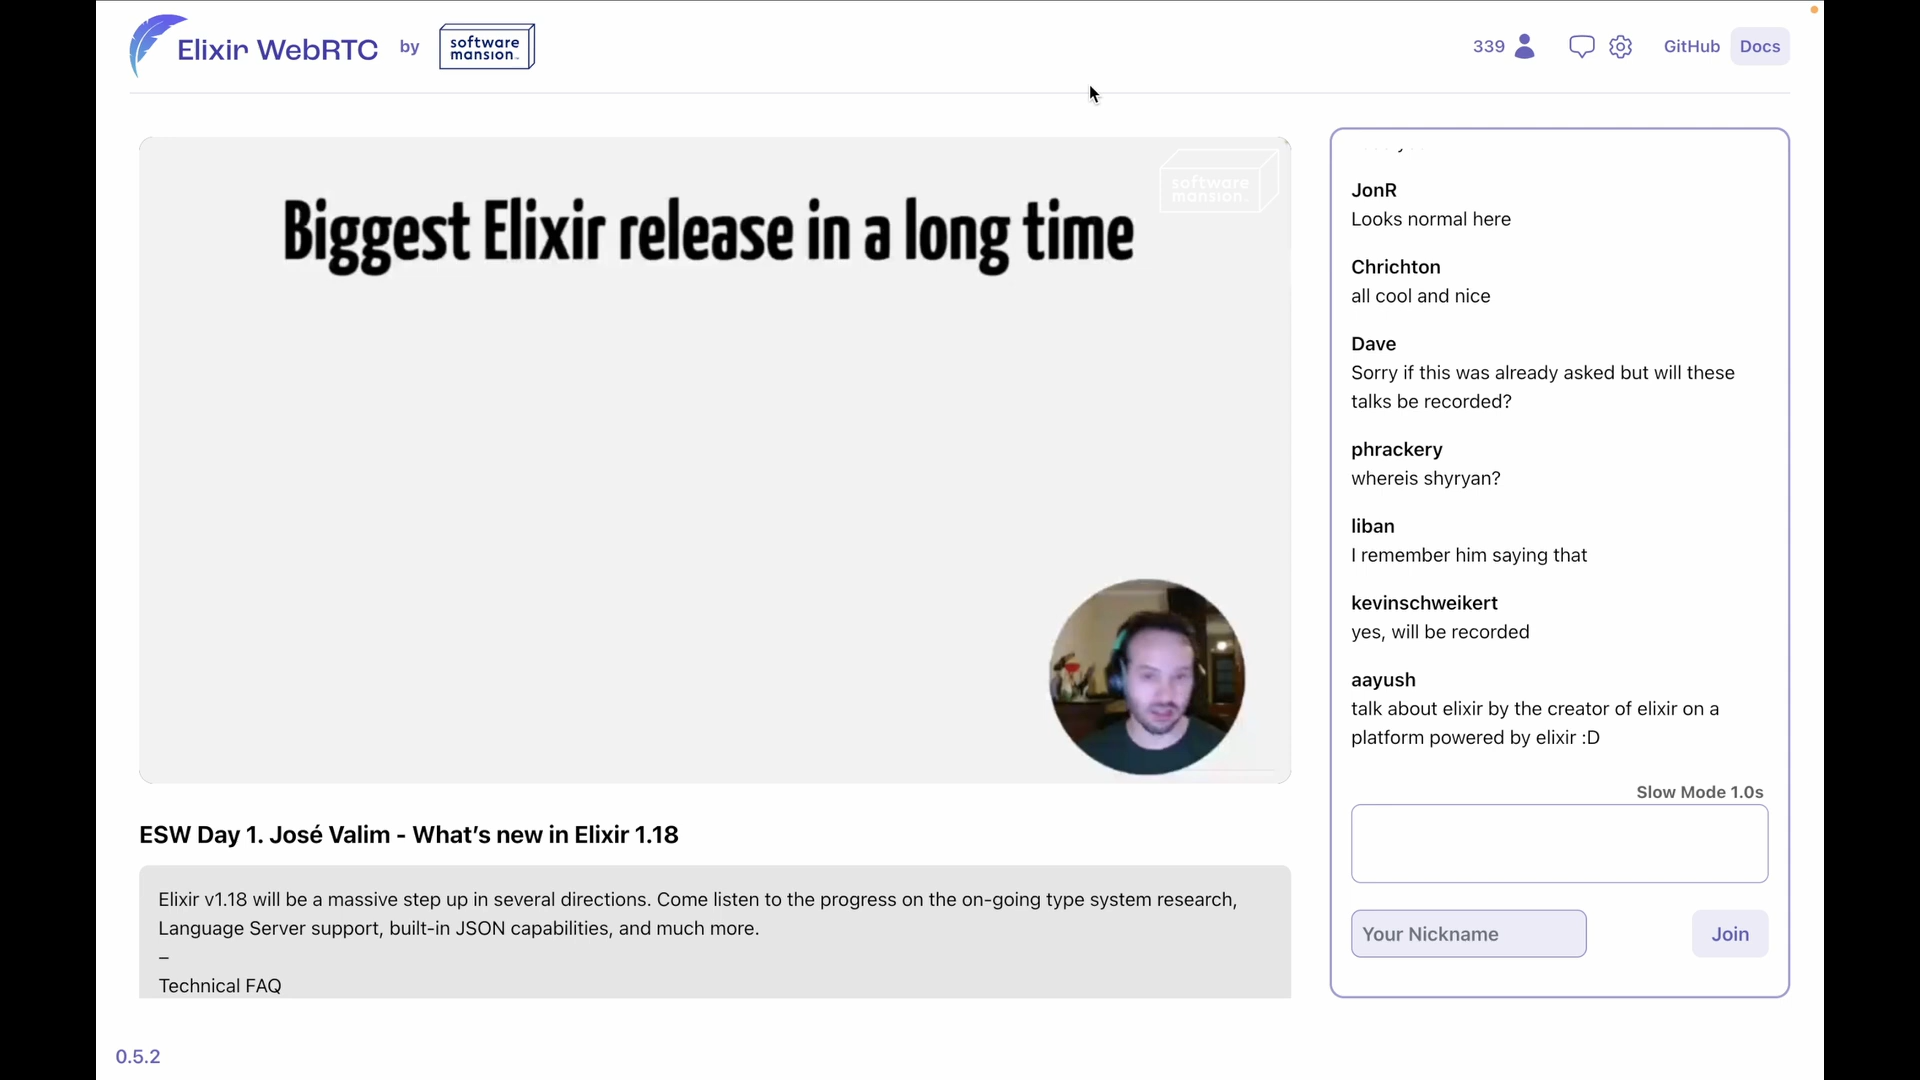 Elixir WebRTC by software mansion
339
GitHub
Docs
Biggest Elixir release in a long time
software
mansion
ESW Day 1. José Valim - What’s new in Elixir 1.18
Elixir v1.18 will be a massive step up in several directions. Come listen to the progress on the on-going type system research,
Language Server support, built-in JSON capabilities, and much more.
–
Technical FAQ
JonR
Looks normal here
Chrichton
all cool and nice
Dave
Sorry if this was already asked but will these
talks be recorded?
phrackery
whereis shyryan?
liban
I remember him saying that
kevinschweikert
yes, will be recorded
aayush
talk about elixir by the creator of elixir on a
platform powered by elixir :D
Slow Mode 1.0s
Your Nickname
Join
0.5.2